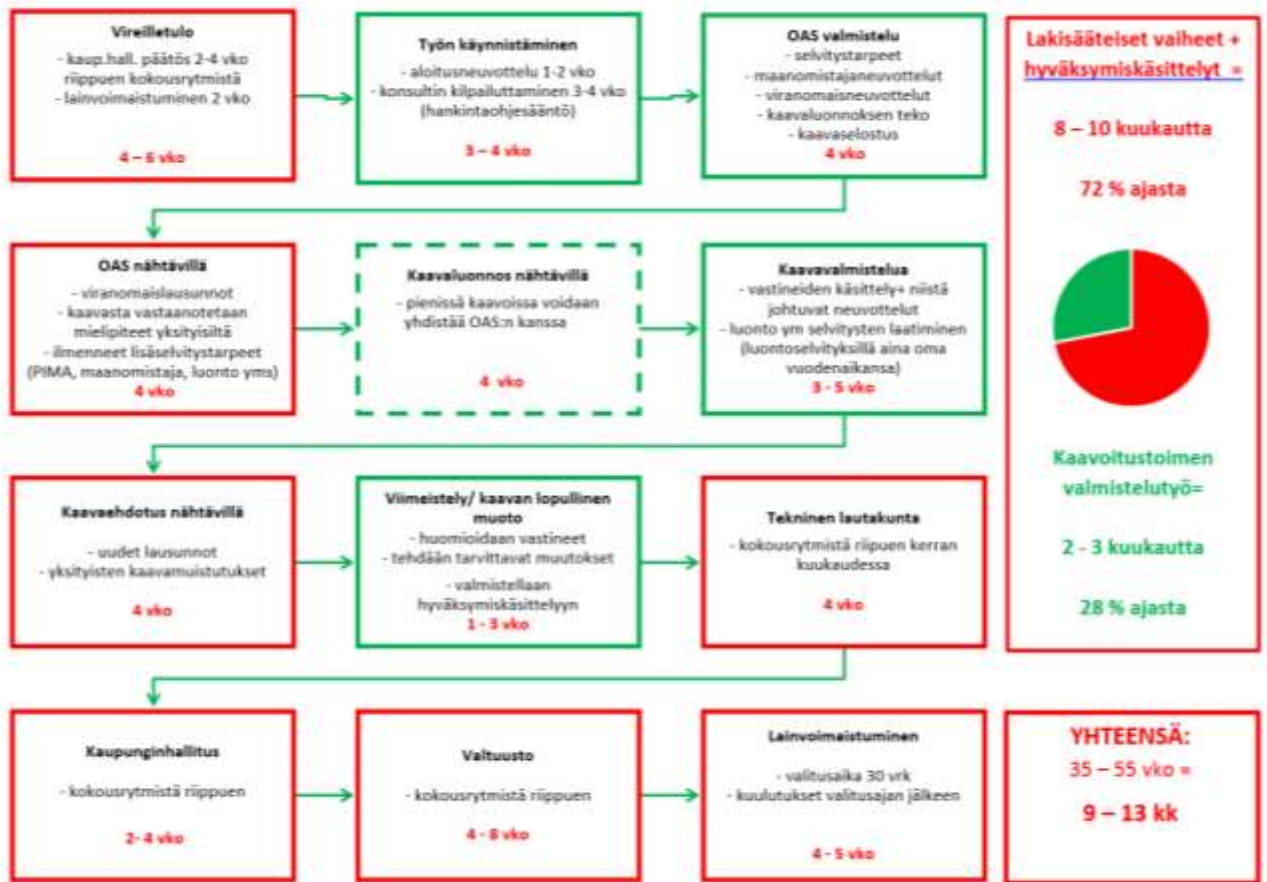 Vireilletulo
- kaup.hall. päätös 2-4 vko
riippuen kokousrytmistä
- lainvoimaistuminen 2 vko
4 – 6 vko
Työn käynnistäminen
- aloitusneuvottelu 1-2 vko
- konsultin kilpailuttaminen 3-4 vko
(hankintaohjesääntö)
3 – 4 vko
OAS valmistelu
- selvitystarpeet
- maanomistajaneuvottelut
- viranomaisneuvottelut
- kaavaluonnoksen teko
- kaavaselostus
4 vko
OAS nähtävillä
- viranomaislausunnot
- kaavasta vastaanotetaan
mielipiteet yksityisiltä
- ilmenneet lisäselvitystarpeet
(PIMA, maanomistaja, luonto yms)
4 vko
Kaavaluonnos nähtävillä
- pienissä kaavoissa voidaan
yhdistää OAS:n kanssa
4 vko
Kaavavalmistelua
- vastineiden käsittely+ niistä
johtuvat neuvottelut
- luonto ym selvitysten laatiminen
(luontoselvityksillä aina oma
vuodenaikansa)
3 - 5 vko
Kaavaehdotus nähtävillä
- uudet lausunnot
- yksityisten kaavamuistutukset
4 vko
Viimeistely/ kaavan lopullinen
muoto
- huomioidaan vastineet
- tehdään tarvittavat muutokset
- valmistellaan
hyväksymiskäsittelyyn
1 - 3 vko
Tekninen lautakunta
- kokousrytmistä riipuen kerran
kuukaudessa
4 vko
Kaupunginhallitus
- kokousrytmistä riippuen
2- 4 vko
Valtuusto
- kokousrytmistä riippuen
4 - 8 vko
Lainvoimaistuminen
- valitusaika 30 vrk
- kuulutukset valitusajan jälkeen
4 - 5 vko
Lakisääteiset vaiheet +
hyväksymiskäsittelyt =
8 – 10 kuukautta
72 % ajasta
Kaavoitustoimen
valmistelutyö=
2 - 3 kuukautta
28 % ajasta
YHTEENSÄ:
35 – 55 vko =
9 – 13 kk